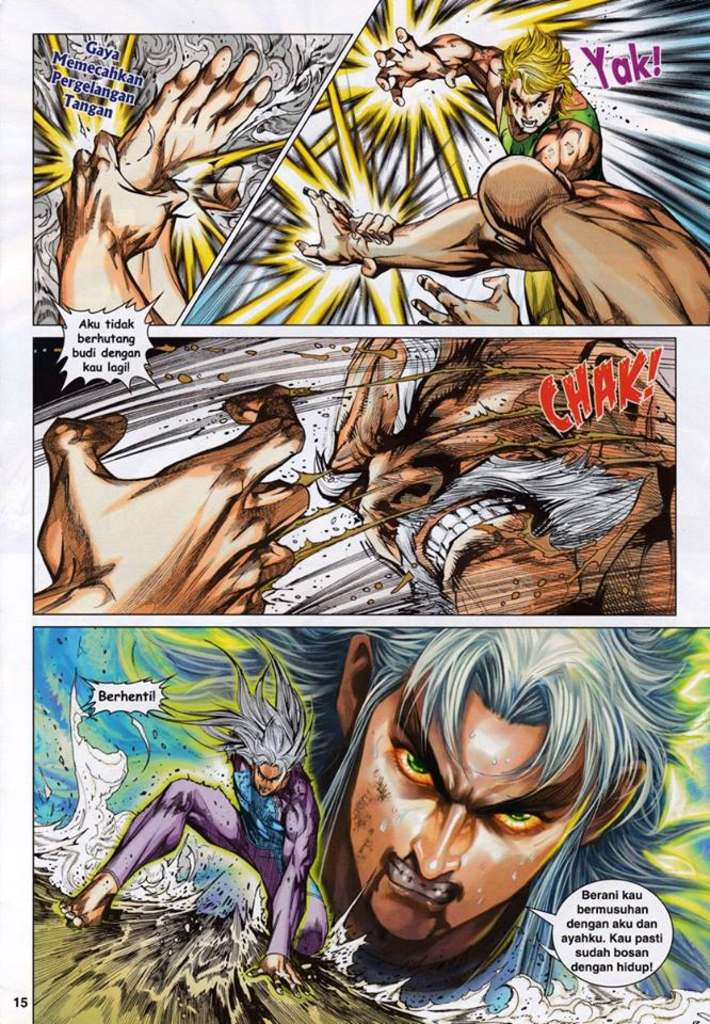 Gaya
Memecahkan
Pergelangan
Tangan
Yak!
Aku tidak
berhutang
budi dengan
kau lagi!
CHAK!
Berhenti!
Berani kau
bermusuhan
dengan aku dan
ayahku. Kau pasti
sudah bosan
dengan hidup!
15